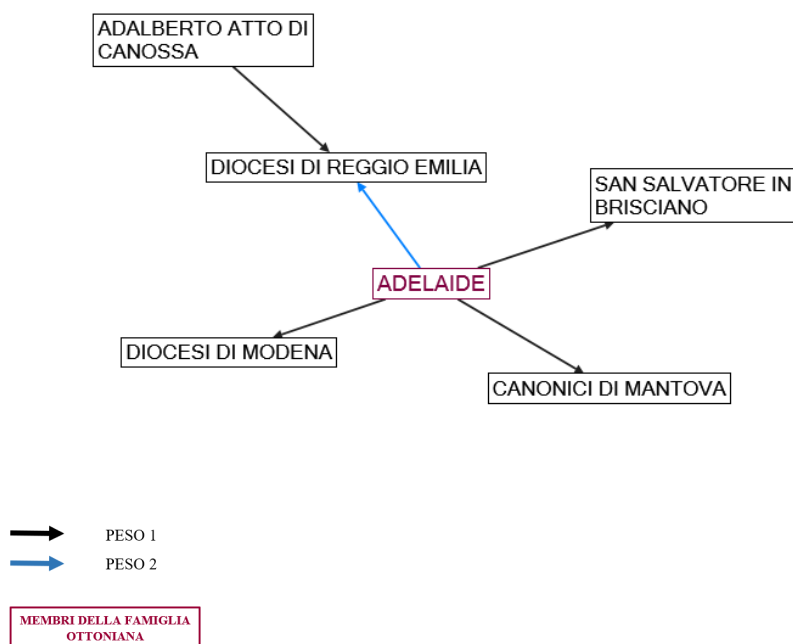 ADALBERTO ATTO DI
CANOSSA
DIOCESI DI REGGIO EMILIA
SAN SALVATORE IN
BRISCIANO
ADELAIDE
DIOCESI DI MODENA
CANONICI DI MANTOVA
PESO 1
PESO 2
MEMBRI DELLA FAMIGLIA
OTTONIANA